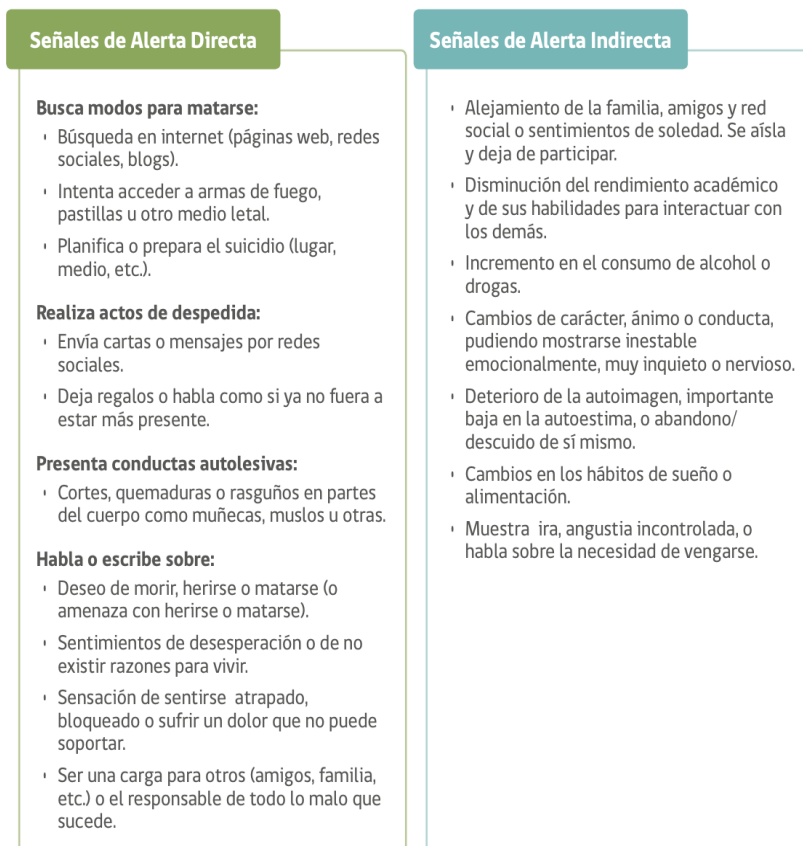 Señales de Alerta Directa
Busca modos para matarse:
Búsqueda en internet (páginas web, redes
sociales, blogs).
Intenta acceder a armas de fuego,
pastillas u otro medio letal.
Planifica o prepara el suicidio (lugar,
medio, etc.).
Realiza actos de despedida:
Envía cartas o mensajes por redes
sociales.
Deja regalos o habla como si ya no fuera a
estar más presente.
Presenta conductas autolesivas:
Cortes, quemaduras o rasguños en partes
del cuerpo como muñecas, muslos u otras.
Habla o escribe sobre:
Deseo de morir, herirse o matarse (o
amenaza con herirse o matarse).
Sentimientos de desesperación o de no
existir razones para vivir.
Sensación de sentirse atrapado,
bloqueado o sufrir un dolor que no puede
soportar.
Ser una carga para otros (amigos, familia,
etc.) o el responsable de todo lo malo que
sucede.
Señales de Alerta Indirecta
Alejamiento de la familia, amigos y red
social o sentimientos de soledad. Se aísla
y deja de participar.
Disminución del rendimiento académico
y de sus habilidades para interactuar con
los demás.
Incremento en el consumo de alcohol o
drogas.
Cambios de carácter, ánimo o conducta,
pudiendo mostrarse inestable
emocionalmente, muy inquieto o nervioso.
Deterioro de la autoimagen, importante
baja en la autoestima, o abandono/
descuido de sí mismo.
Cambios en los hábitos de sueño o
alimentación.
Muestra ira, angustia incontrolada, o
habla sobre la necesidad de vengarse.